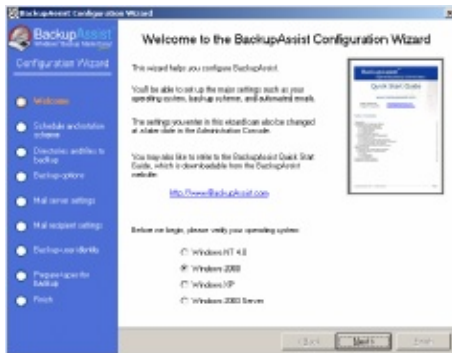 BackupAssist Configuration Wizard
BackupAssist
Configuration Wizard
Welcome
Schedule and rotation
scheme
Directories and files to
backup
Backup options
Mail server settings
Mail recipient settings
Backup user identity
Prepare tapes for
backup
Finish
Welcome to the BackupAssist Configuration Wizard
This wizard helps you configure BackupAssist.
You'll be able to set up the major settings such as your
operating system, backup scheme, and automated emails.
The settings you enter in this wizard can also be changed
at a later date in the Administration Console.
You may also like to refer to the BackupAssist Quick Start
Guide, which is downloadable from the BackupAssist
website:
http://www.BackupAssist.com
Before we begin, please verify your operating system:
Windows NT 4.0
Windows 2000
Windows XP
Windows 2003 Server
BackupAssist
Quick Start Guide
< Back
Next >